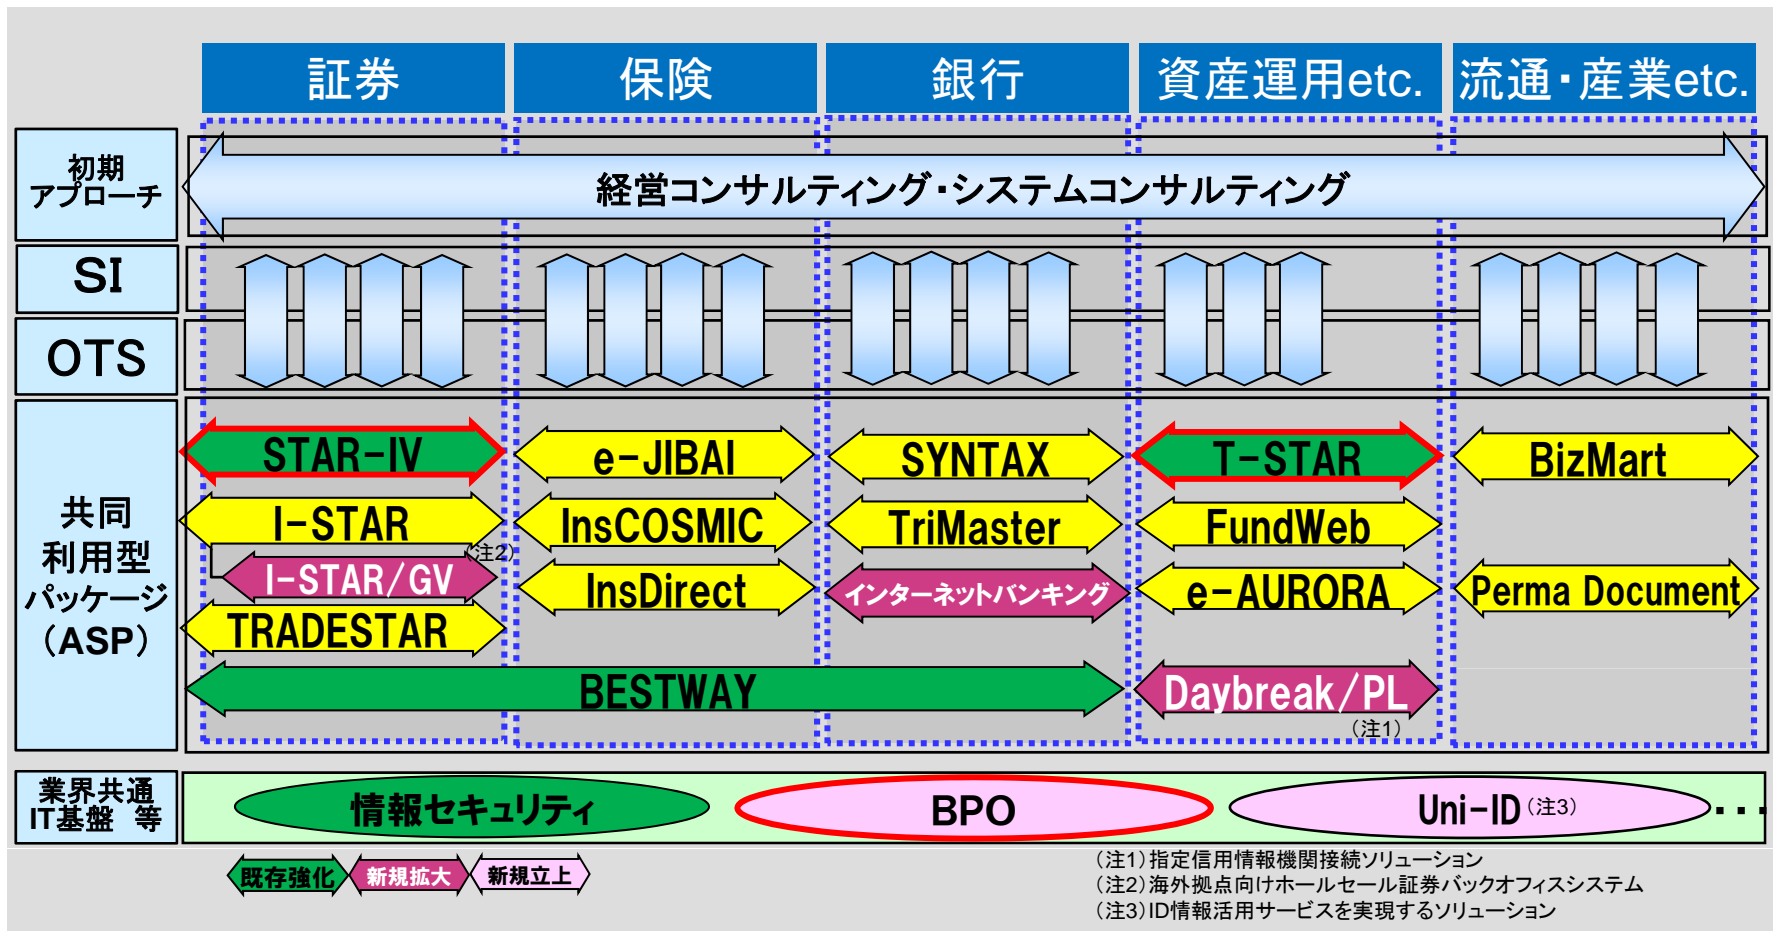 証券
保険
銀行
資産運用etc.
流通・産業etc.
初期
アプローチ
経営コンサルティング・システムコンサルティング
SI
OTS
共同
利用型
パッケージ
（ASP）
STAR-IV
e-JIBAI
SYNTAX
T-STAR
BizMart
I-STAR
InsCOSMIC
TriMaster
FundWeb
（注2）
I-STAR/GV
InsDirect
インターネットバンキング
e-AURORA
Perma Document
TRADESTAR
BESTWAY
Daybreak/PL
（注1）
業界共通
IT基盤 等
情報セキュリティ
BPO
Uni-ID（注3）
・・・
既存強化
新規拡大
新規立上
（注1）指定信用情報機関接続ソリューション
（注2）海外拠点向けホールセール証券バックオフィスシステム
（注3）ID情報活用サービスを実現するソリューション